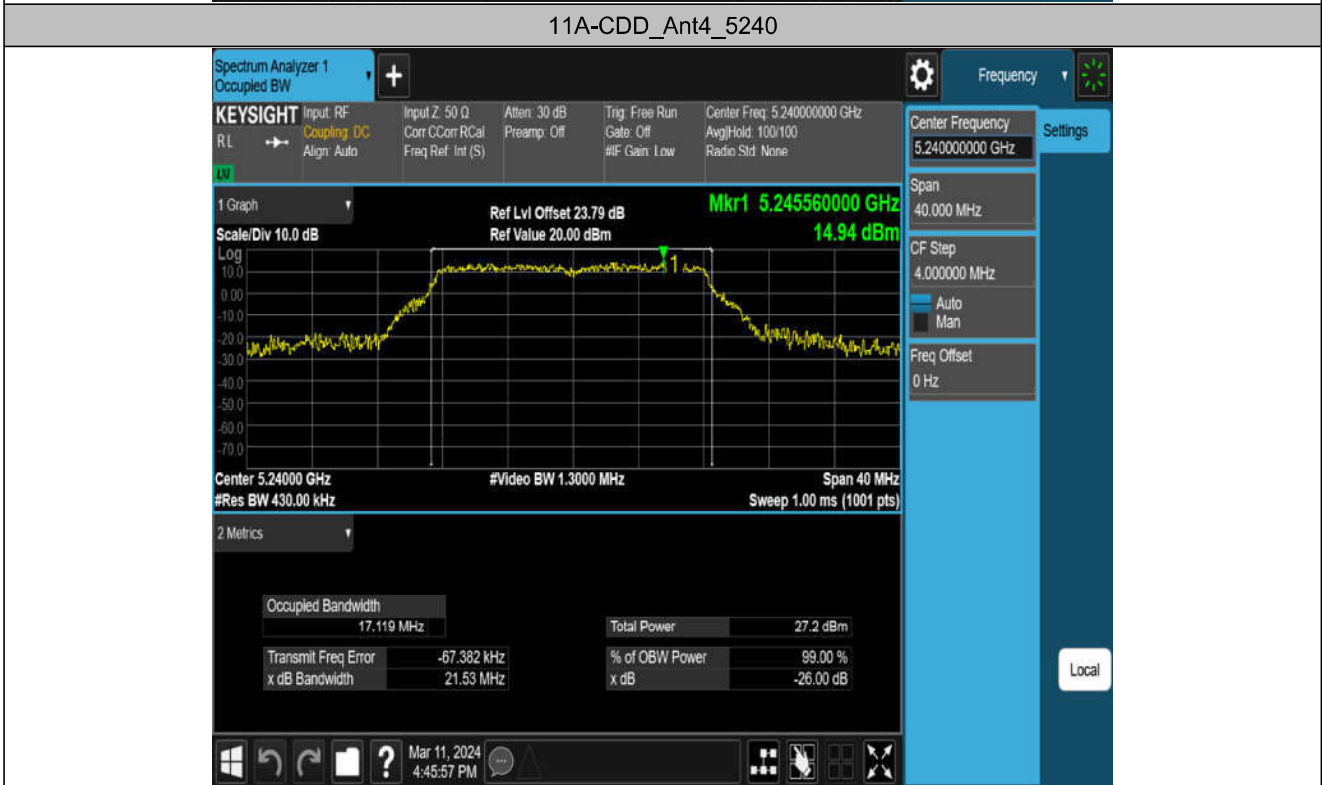 11A-CDD_Ant4_5240
Spectrum Analyzer 1
Occupied BW
+
Frequency
KEYSIGHT
RL
LXI
Input: RF
Coupling: DC
Align: Auto
Input Z: 50 Ω
Corr CCorr RCal
Freq Ref: Int (S)
Atten: 30 dB
Preamp: Off
Trig: Free Run
Gate: Off
#IF Gain: Low
Center Freq: 5.240000000 GHz
Avg|Hold: 100/100
Radio Std: None
Center Frequency
5.240000000 GHz
Settings
Span
40.000 MHz
CF Step
4.000000 MHz
Auto
Man
Freq Offset
0 Hz
1 Graph
Scale/Div 10.0 dB
Ref Lvl Offset 23.79 dB
Ref Value 20.00 dBm
Mkr1 5.245560000 GHz
14.94 dBm
Log
10.0
0.00
-10.0
-20.0
-30.0
-40.0
-50.0
-60.0
-70.0
1
Center 5.24000 GHz
#Res BW 430.00 kHz
#Video BW 1.3000 MHz
Span 40 MHz
Sweep 1.00 ms (1001 pts)
2 Metrics
Occupied Bandwidth
17.119 MHz
Total Power 27.2 dBm
Transmit Freq Error -67.382 kHz
% of OBW Power 99.00 %
x dB Bandwidth 21.53 MHz
x dB -26.00 dB
Local
?
Mar 11, 2024
4:45:57 PM